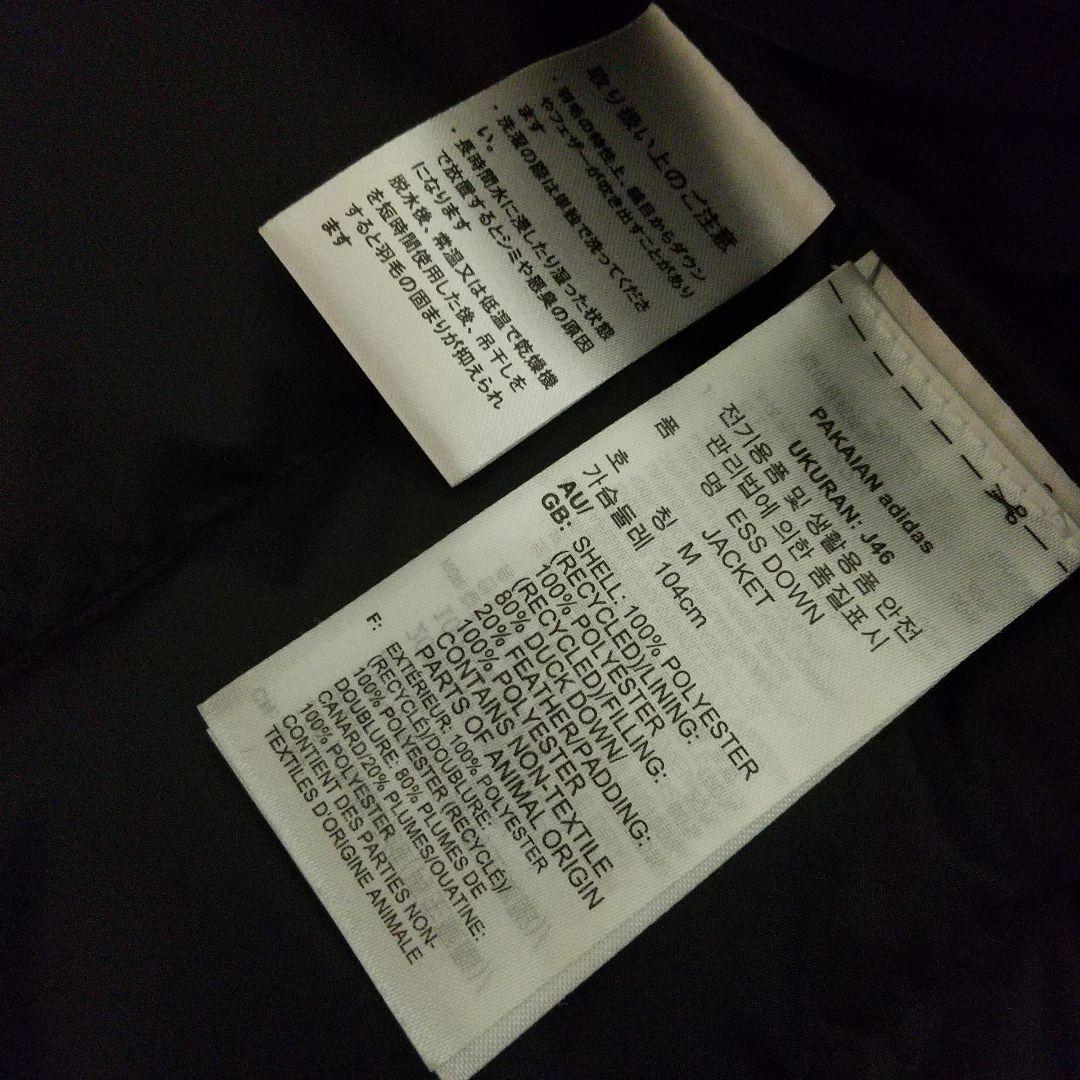 取り扱い上のご注意
・羽毛の特性上、縫目からダウン
やフェザーが吹き出すことがあり
ます
・洗濯の際は単独で洗ってくださ
い。
・長時間水に浸したり湿った状態
で放置するとシミや悪臭の原因
になります
脱水後、常温又は低温で乾燥機
を短時間使用した後、吊干しを
すると羽毛の固まりが抑えられ
ます
PAKAIAN adidas
UKURAN: J46
전기용품 및 생활용품 안전
관리법에 의한 품질표시
품 명 ESS DOWN
JACKET
호 칭 M
가슴둘레 104cm
AU/
GB: SHELL: 100% POLYESTER
(RECYCLED)/LINING:
100% POLYESTER
(RECYCLED)/FILLING:
80% DUCK DOWN/
20% FEATHER/PADDING:
100% POLYESTER
CONTAINS NON-TEXTILE
PARTS OF ANIMAL ORIGIN
F: EXTÉRIEUR: 100% POLYESTER
(RECYCLÉ)/DOUBLURE:
100% POLYESTER (RECYCLÉ)/
DOUBLURE: 80% PLUMES DE
CANARD/20% PLUMES/OUATINE:
100% POLYESTER
CONTIENT DES PARTIES NON-
TEXTILES D'ORIGINE ANIMALE